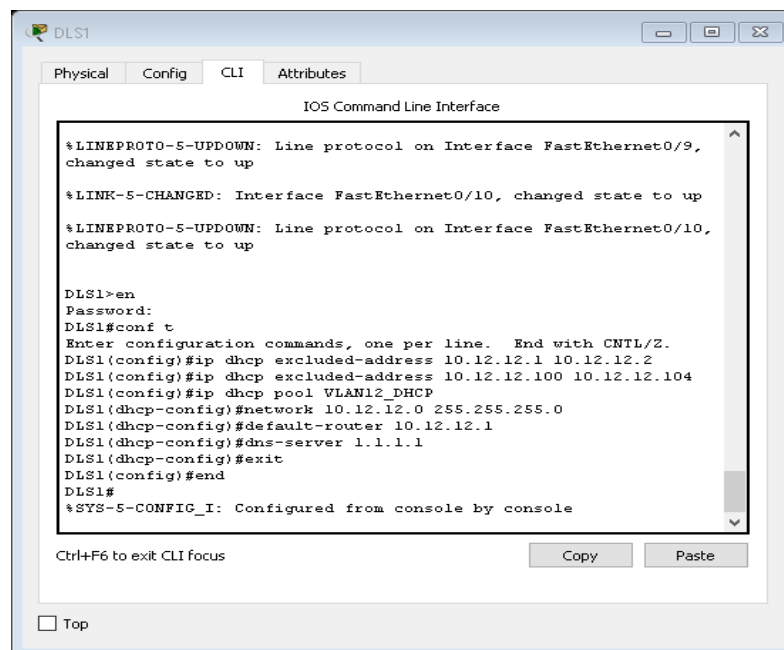 DLS1
Physical Config CLI Attributes
IOS Command Line Interface
%LINEPROTO-5-UPDOWN: Line protocol on Interface FastEthernet0/9,
changed state to up
%LINK-5-CHANGED: Interface FastEthernet0/10, changed state to up
%LINEPROTO-5-UPDOWN: Line protocol on Interface FastEthernet0/10,
changed state to up
DLS1>en
Password:
DLS1#conf t
Enter configuration commands, one per line.  End with CNTL/Z.
DLS1(config)#ip dhcp excluded-address 10.12.12.1 10.12.12.2
DLS1(config)#ip dhcp excluded-address 10.12.12.100 10.12.12.104
DLS1(config)#ip dhcp pool VLAN12_DHCP
DLS1(dhcp-config)#network 10.12.12.0 255.255.255.0
DLS1(dhcp-config)#default-router 10.12.12.1
DLS1(dhcp-config)#dns-server 1.1.1.1
DLS1(dhcp-config)#exit
DLS1(config)#end
DLS1#
%SYS-5-CONFIG_I: Configured from console by console
Ctrl+F6 to exit CLI focus
Copy Paste
Top